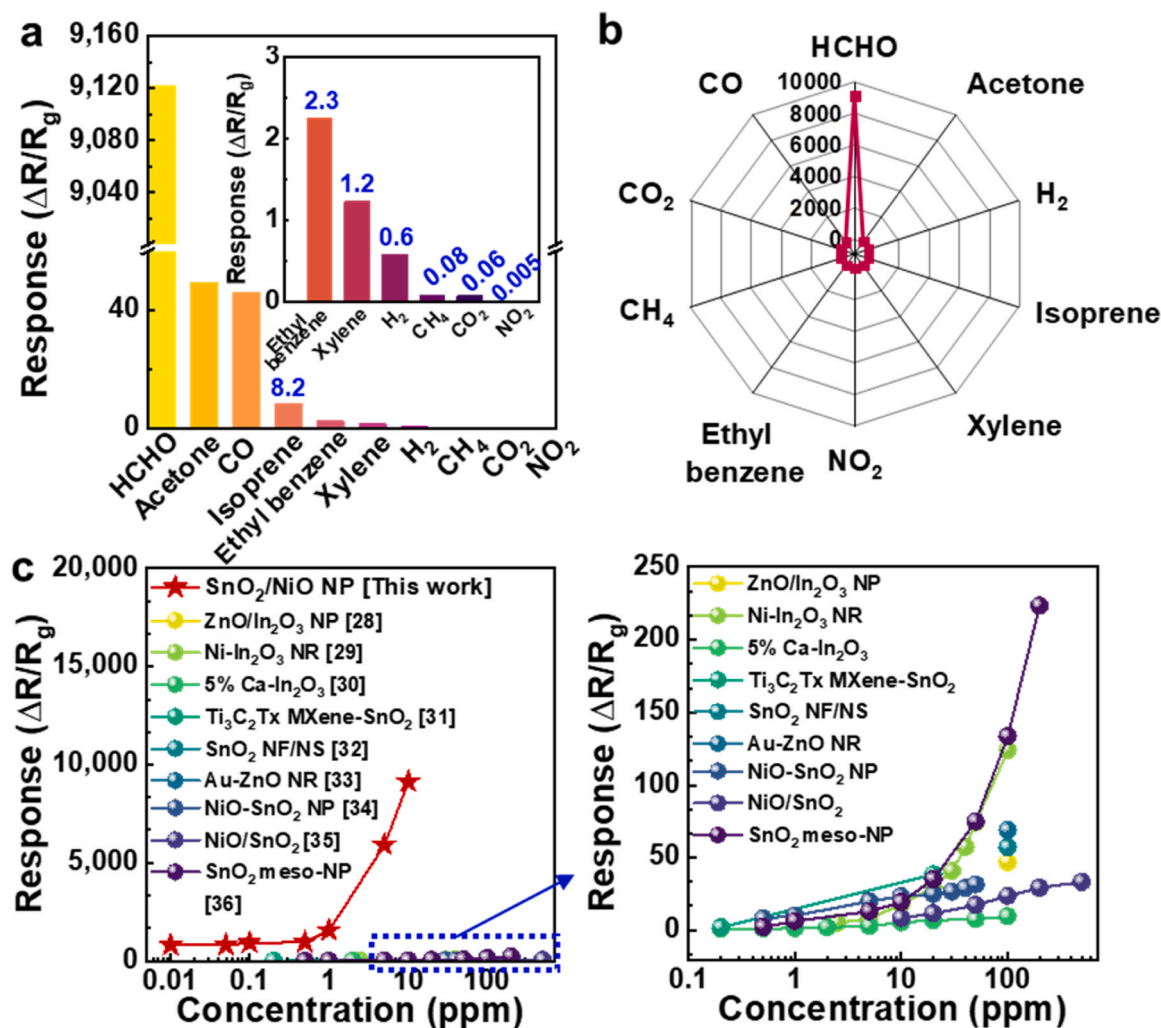 a
9,160
9,120
9,080
9,040
40
0
Response (ΔR/Rg)
HCHO
Acetone
CO
Isoprene
Ethyl benzene
Xylene
H₂
CH₄
CO₂
NO₂
8.2
3
2
1
0
Response (ΔR/Rg)
2.3
1.2
0.6
0.08
0.06
0.005
Ethyl
benzene
Xylene
H₂
CH₄
CO₂
NO₂
b
HCHO
Acetone
H₂
Isoprene
Xylene
NO₂
Ethyl
benzene
CH₄
CO₂
CO
10000
8000
6000
4000
2000
0
c
20,000
15,000
10,000
5,000
0
Response (ΔR/Rg)
SnO₂/NiO NP [This work]
ZnO/In₂O₃ NP [28]
Ni-In₂O₃ NR [29]
5% Ca-In₂O₃ [30]
Ti₃C₂Tx MXene-SnO₂ [31]
SnO₂ NF/NS [32]
Au-ZnO NR [33]
NiO-SnO₂ NP [34]
NiO/SnO₂ [35]
SnO₂ meso-NP
[36]
0.01
0.1
1
10
100
Concentration (ppm)
250
200
150
100
50
0
Response (ΔR/Rg)
ZnO/In₂O₃ NP
Ni-In₂O₃ NR
5% Ca-In₂O₃
Ti₃C₂Tx MXene-SnO₂
SnO₂ NF/NS
Au-ZnO NR
NiO-SnO₂ NP
NiO/SnO₂
SnO₂ meso-NP
0.1
1
10
100
Concentration (ppm)